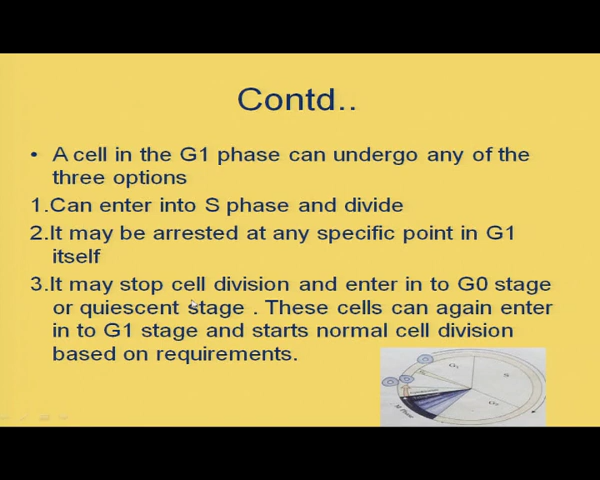 Contd..
• A cell in the G1 phase can undergo any of the
three options
1.Can enter into S phase and divide
2.It may be arrested at any specific point in G1
itself
3.It may stop cell division and enter in to G0 stage
or quiescent stage . These cells can again enter
in to G1 stage and starts normal cell division
based on requirements.
G1
S
G2
M Phase